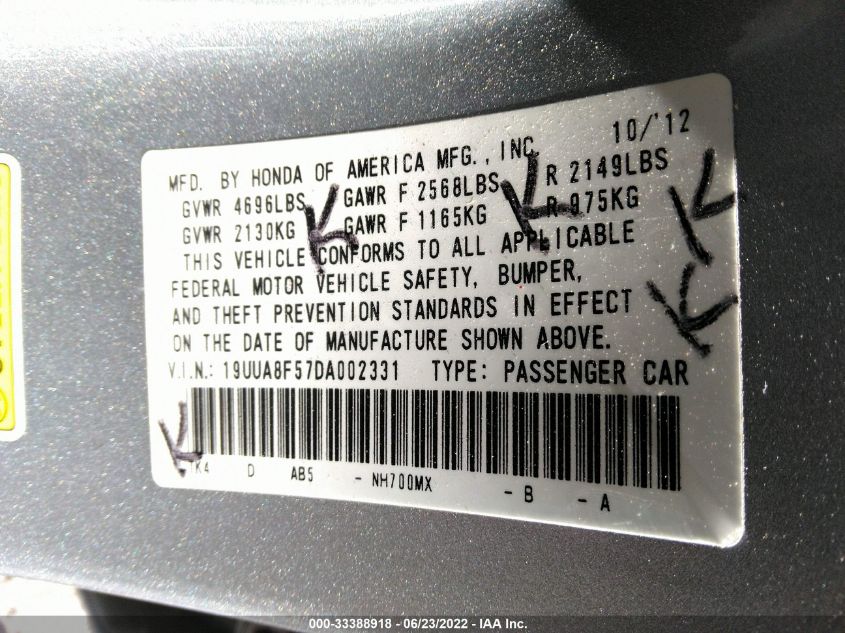 10/'12
MFD. BY HONDA OF AMERICA MFG., INC.
GVWR 4696LBS GAWR F 2568LBS R 2149LBS
GVWR 2130KG GAWR F 1165KG R 975KG
THIS VEHICLE CONFORMS TO ALL APPLICABLE
FEDERAL MOTOR VEHICLE SAFETY, BUMPER,
AND THEFT PREVENTION STANDARDS IN EFFECT
ON THE DATE OF MANUFACTURE SHOWN ABOVE.
V.I.N.: 19UUA8F57DA002331 TYPE: PASSENGER CAR
TK4 D AB5 - NH700MX - B - A
000-33388918 / 06/23/2022 - IAA Inc.